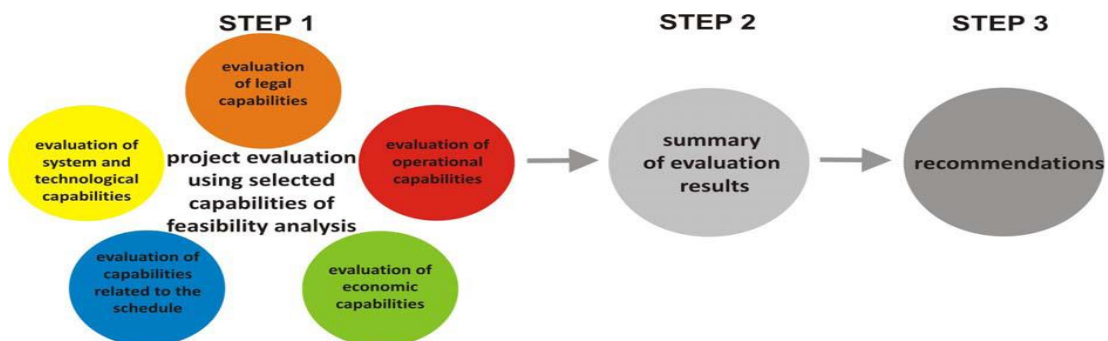 STEP 1
evaluation
of legal
capabilities
evaluation of
system and
technological
capabilities
project evaluation
using selected
capabilities of
feasibility analysis
evaluation of
operational
capabilities
evaluation of
capabilities
related to the
schedule
evaluation of
economic
capabilities
STEP 2
summary
of evaluation
results
STEP 3
recommendations